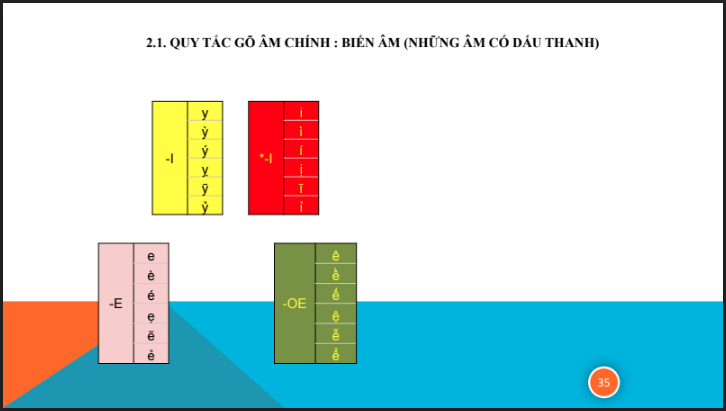 2.1. QUY TẮC GÕ ÂM CHÍNH : BIẾN ÂM (NHỮNG ÂM CÓ DẤU THANH)
-I
y
ỳ
ý
ỵ
ỹ
ỷ
*-I
i
ì
í
ị
ĩ
ỉ
-E
e
è
é
ẹ
ẽ
ẻ
-OE
ê
ề
ế
ệ
ễ
ể
35